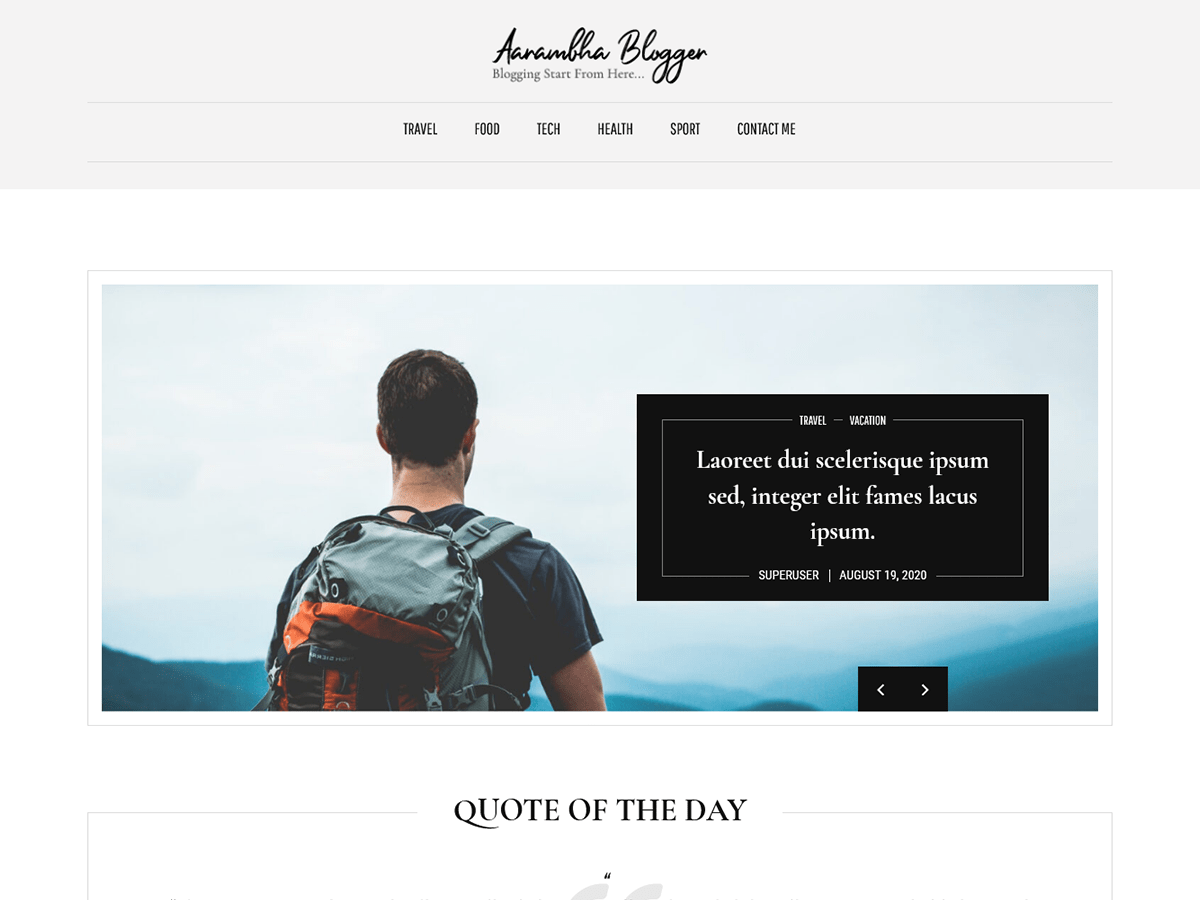 Aarambha Blogger
Blogging Start From Here...
TRAVEL FOOD TECH HEALTH SPORT CONTACT ME
TRAVEL — VACATION
Laoreet dui scelerisque ipsum
sed, integer elit fames lacus
ipsum.
SUPERUSER | AUGUST 19, 2020
QUOTE OF THE DAY
“